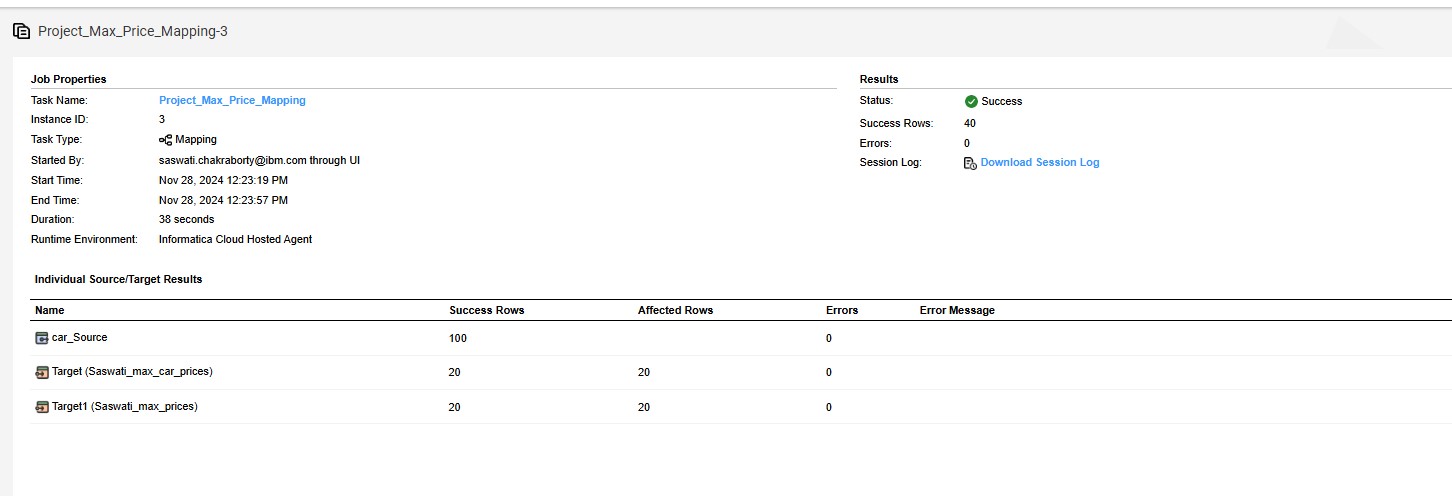 Project_Max_Price_Mapping-3
Job Properties
Task Name: Project_Max_Price_Mapping
Instance ID: 3
Task Type: Mapping
Started By: saswati.chakraborty@ibm.com through UI
Start Time: Nov 28, 2024 12:23:19 PM
End Time: Nov 28, 2024 12:23:57 PM
Duration: 38 seconds
Runtime Environment: Informatica Cloud Hosted Agent
Results
Status: Success
Success Rows: 40
Errors: 0
Session Log: Download Session Log
Individual Source/Target Results
Name Success Rows Affected Rows Errors Error Message
car_Source 100 0
Target (Saswati_max_car_prices) 20 20 0
Target1 (Saswati_max_prices) 20 20 0